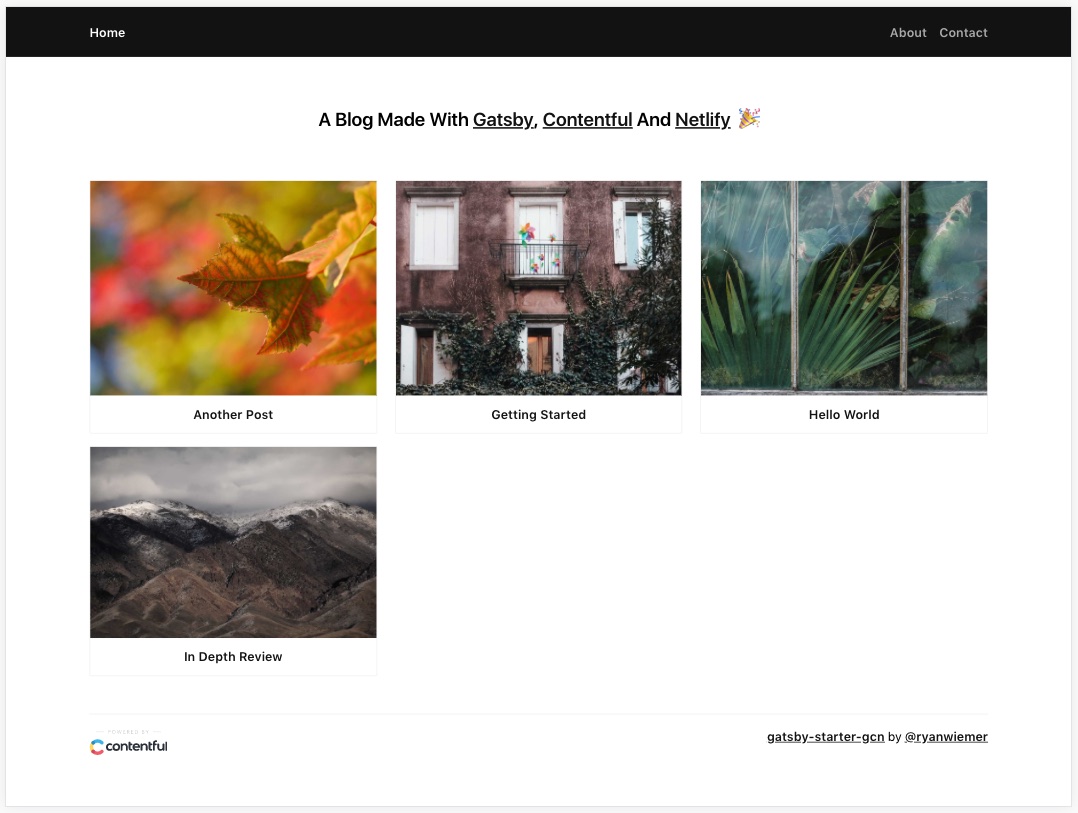 Home
About Contact
A Blog Made With Gatsby, Contentful And Netlify 🎉
Another Post
Getting Started
Hello World
In Depth Review
POWERED BY
contentful
gatsby-starter-gcn by @ryanwiemer